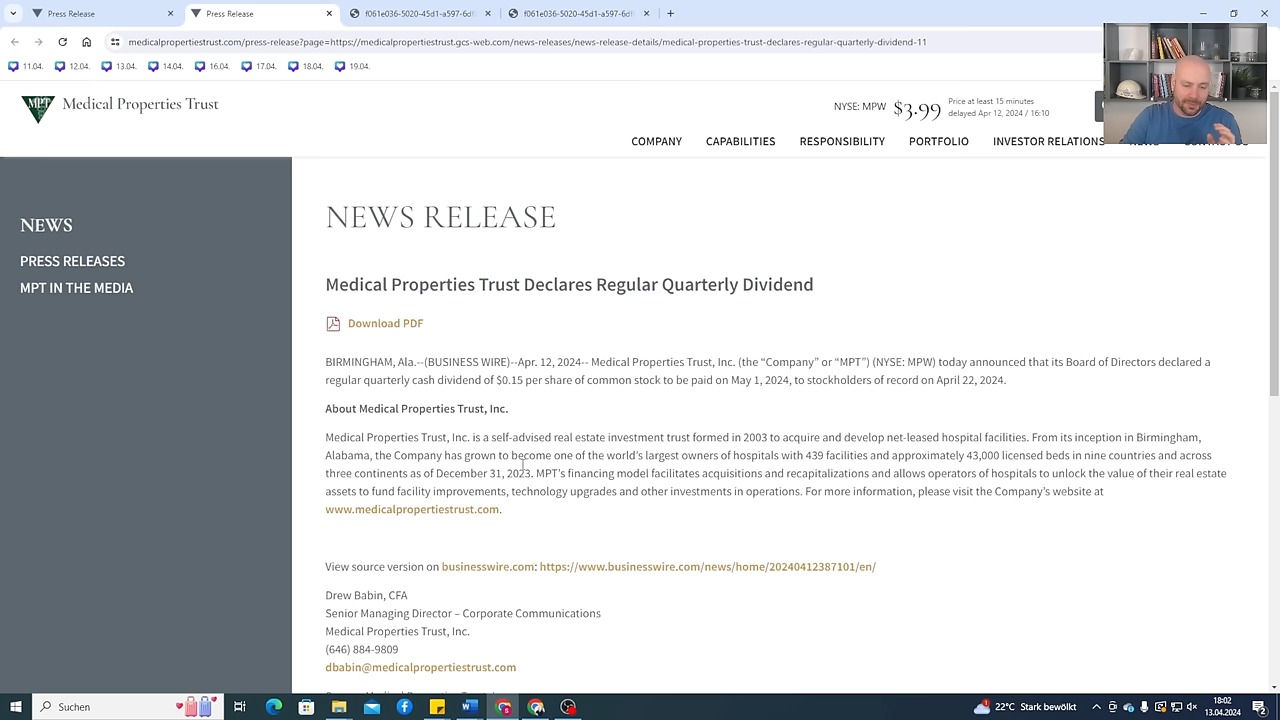 Press Release
Press Release
f061e036-5020-45d1-a597-6d
f061e036-5020-45d1-a597-6d
medicalpropertiestrust.com/press-release?page=https://medicalpropertiestrust.gcs-web.com/news-releases/news-release-details/medical-properties-trust-declares-regular-quarterly-dividend-11
11.04. 12.04. 13.04. 14.04. 16.04. 17.04. 18.04. 19.04.
MPT Medical Properties Trust
NYSE: MPW $3.99 Price at least 15 minutes
delayed Apr 12, 2024 / 16:10
COMPANY CAPABILITIES RESPONSIBILITY PORTFOLIO INVESTOR RELATIONS
NEWS
PRESS RELEASES
MPT IN THE MEDIA
NEWS RELEASE
Medical Properties Trust Declares Regular Quarterly Dividend
Download PDF
BIRMINGHAM, Ala.--(BUSINESS WIRE)--Apr. 12, 2024-- Medical Properties Trust, Inc. (the “Company” or “MPT”) (NYSE: MPW) today announced that its Board of Directors declared a
regular quarterly cash dividend of $0.15 per share of common stock to be paid on May 1, 2024, to stockholders of record on April 22, 2024.
About Medical Properties Trust, Inc.
Medical Properties Trust, Inc. is a self-advised real estate investment trust formed in 2003 to acquire and develop net-leased hospital facilities. From its inception in Birmingham,
Alabama, the Company has grown to become one of the world’s largest owners of hospitals with 439 facilities and approximately 43,000 licensed beds in nine countries and across
three continents as of December 31, 2023. MPT’s financing model facilitates acquisitions and recapitalizations and allows operators of hospitals to unlock the value of their real estate
assets to fund facility improvements, technology upgrades and other investments in operations. For more information, please visit the Company’s website at
www.medicalpropertiestrust.com.
View source version on businesswire.com: https://www.businesswire.com/news/home/20240412387101/en/
Drew Babin, CFA
Senior Managing Director – Corporate Communications
Medical Properties Trust, Inc.
(646) 884-9809
dbabin@medicalpropertiestrust.com
Suchen
22°C Stark bewölkt
18:02
13.04.2024